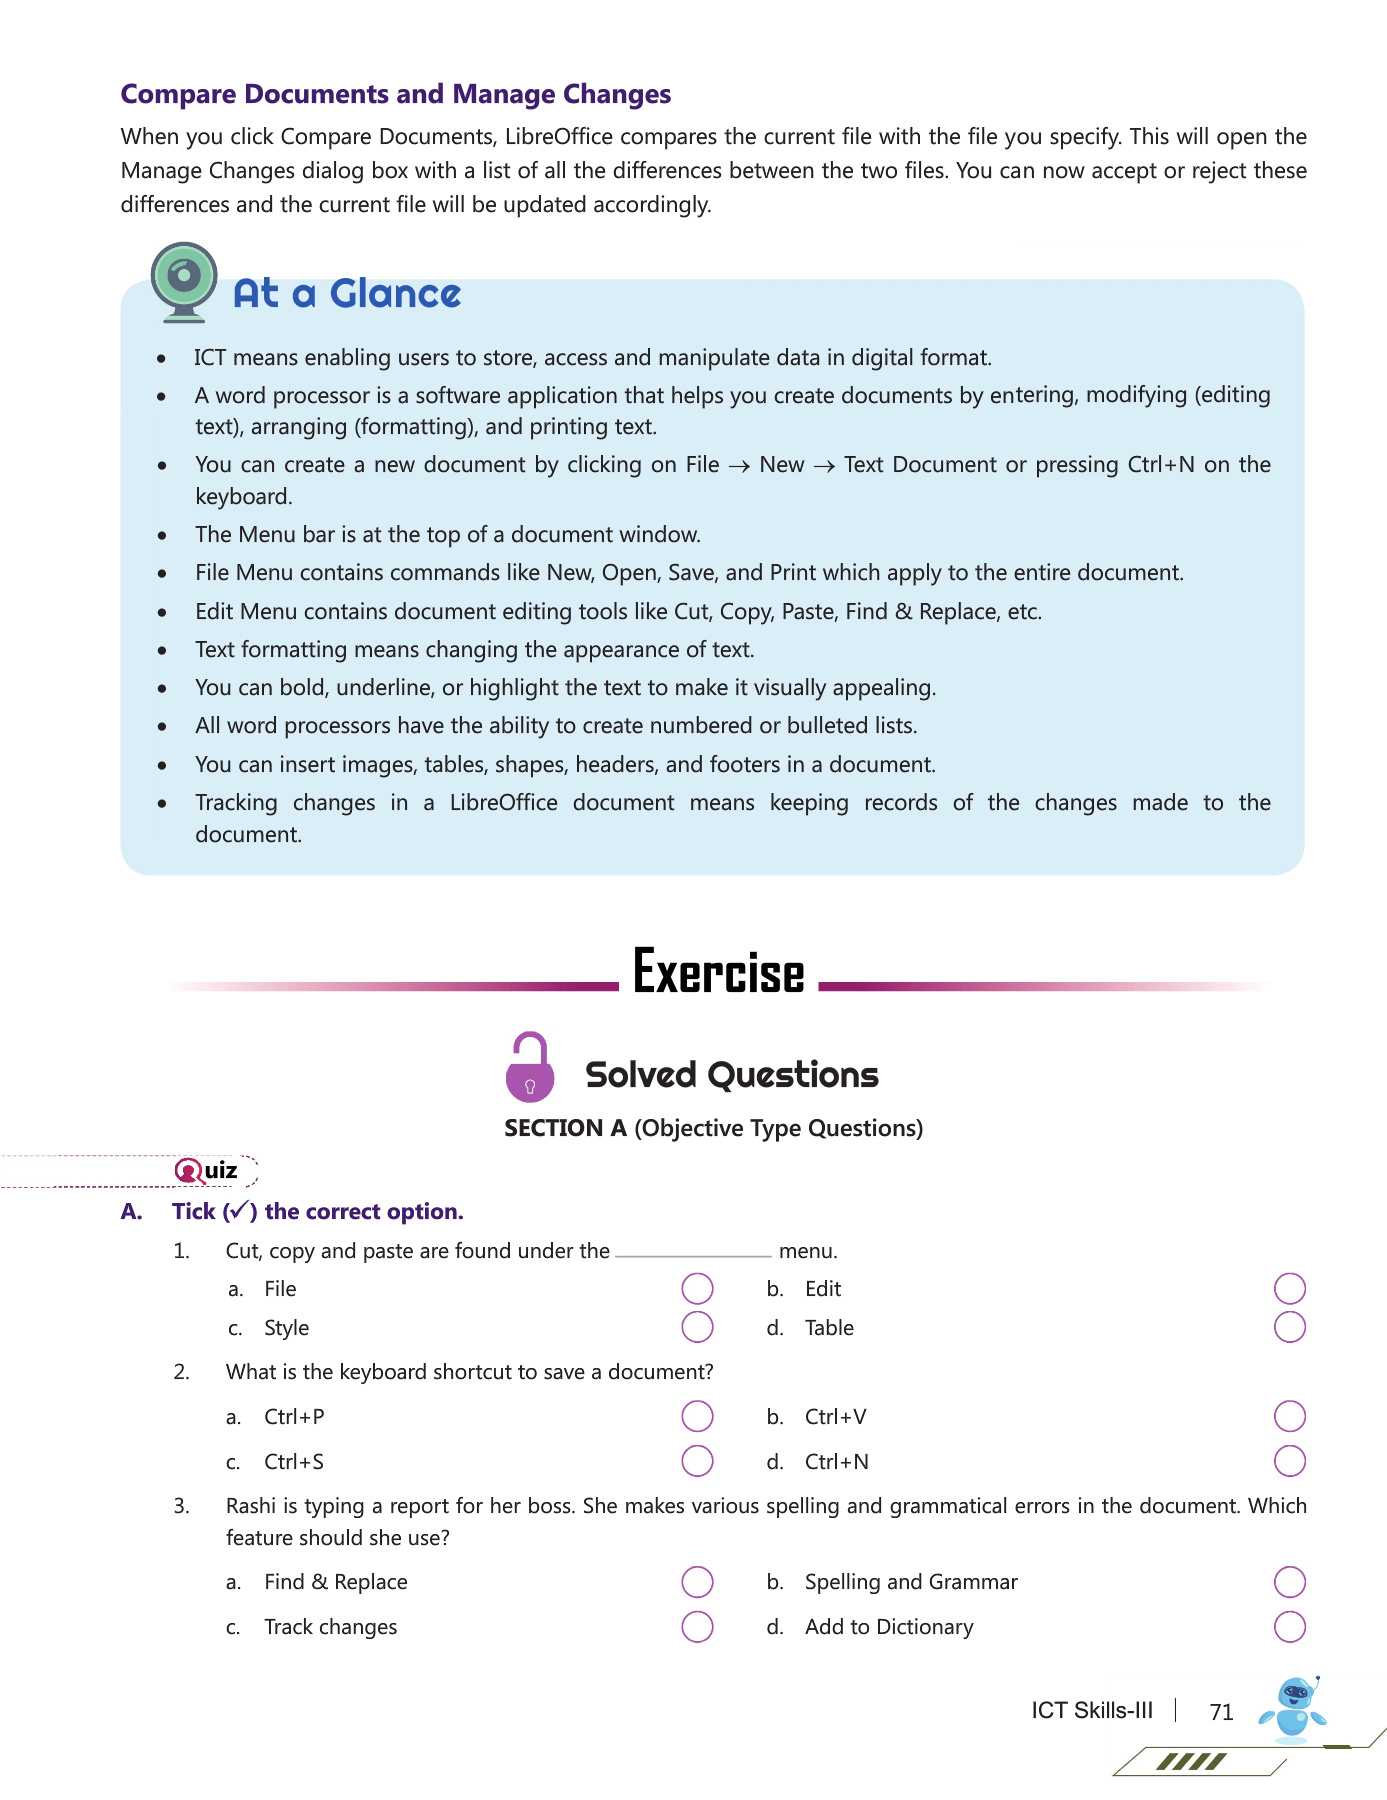 Compare Documents and Manage Changes
When you click Compare Documents, LibreOffice compares the current file with the file you specify. This will open the
Manage Changes dialog box with a list of all the differences between the two files. You can now accept or reject these
differences and the current file will be updated accordingly.
At a Glance
• ICT means enabling users to store, access and manipulate data in digital format.
• A word processor is a software application that helps you create documents by entering, modifying (editing
text), arranging (formatting), and printing text.
• You can create a new document by clicking on File → New → Text Document or pressing Ctrl+N on the
keyboard.
• The Menu bar is at the top of a document window.
• File Menu contains commands like New, Open, Save, and Print which apply to the entire document.
• Edit Menu contains document editing tools like Cut, Copy, Paste, Find & Replace, etc.
• Text formatting means changing the appearance of text.
• You can bold, underline, or highlight the text to make it visually appealing.
• All word processors have the ability to create numbered or bulleted lists.
• You can insert images, tables, shapes, headers, and footers in a document.
• Tracking changes in a LibreOffice document means keeping records of the changes made to the
document.
Exercise
Solved Questions
SECTION A (Objective Type Questions)
Quiz
A. Tick (✓) the correct option.
1. Cut, copy and paste are found under the ______________ menu.
a. File b. Edit
c. Style d. Table
2. What is the keyboard shortcut to save a document?
a. Ctrl+P b. Ctrl+V
c. Ctrl+S d. Ctrl+N
3. Rashi is typing a report for her boss. She makes various spelling and grammatical errors in the document. Which
feature should she use?
a. Find & Replace b. Spelling and Grammar
c. Track changes d. Add to Dictionary
ICT Skills-III 71